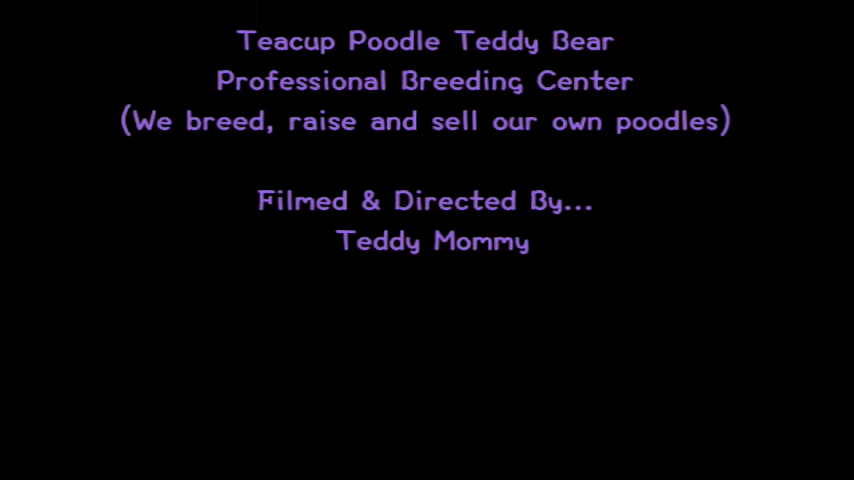 Teacup Poodle Teddy Bear
Professional Breeding Center
(We breed, raise and sell our own poodles)
Filmed & Directed By...
Teddy Mommy